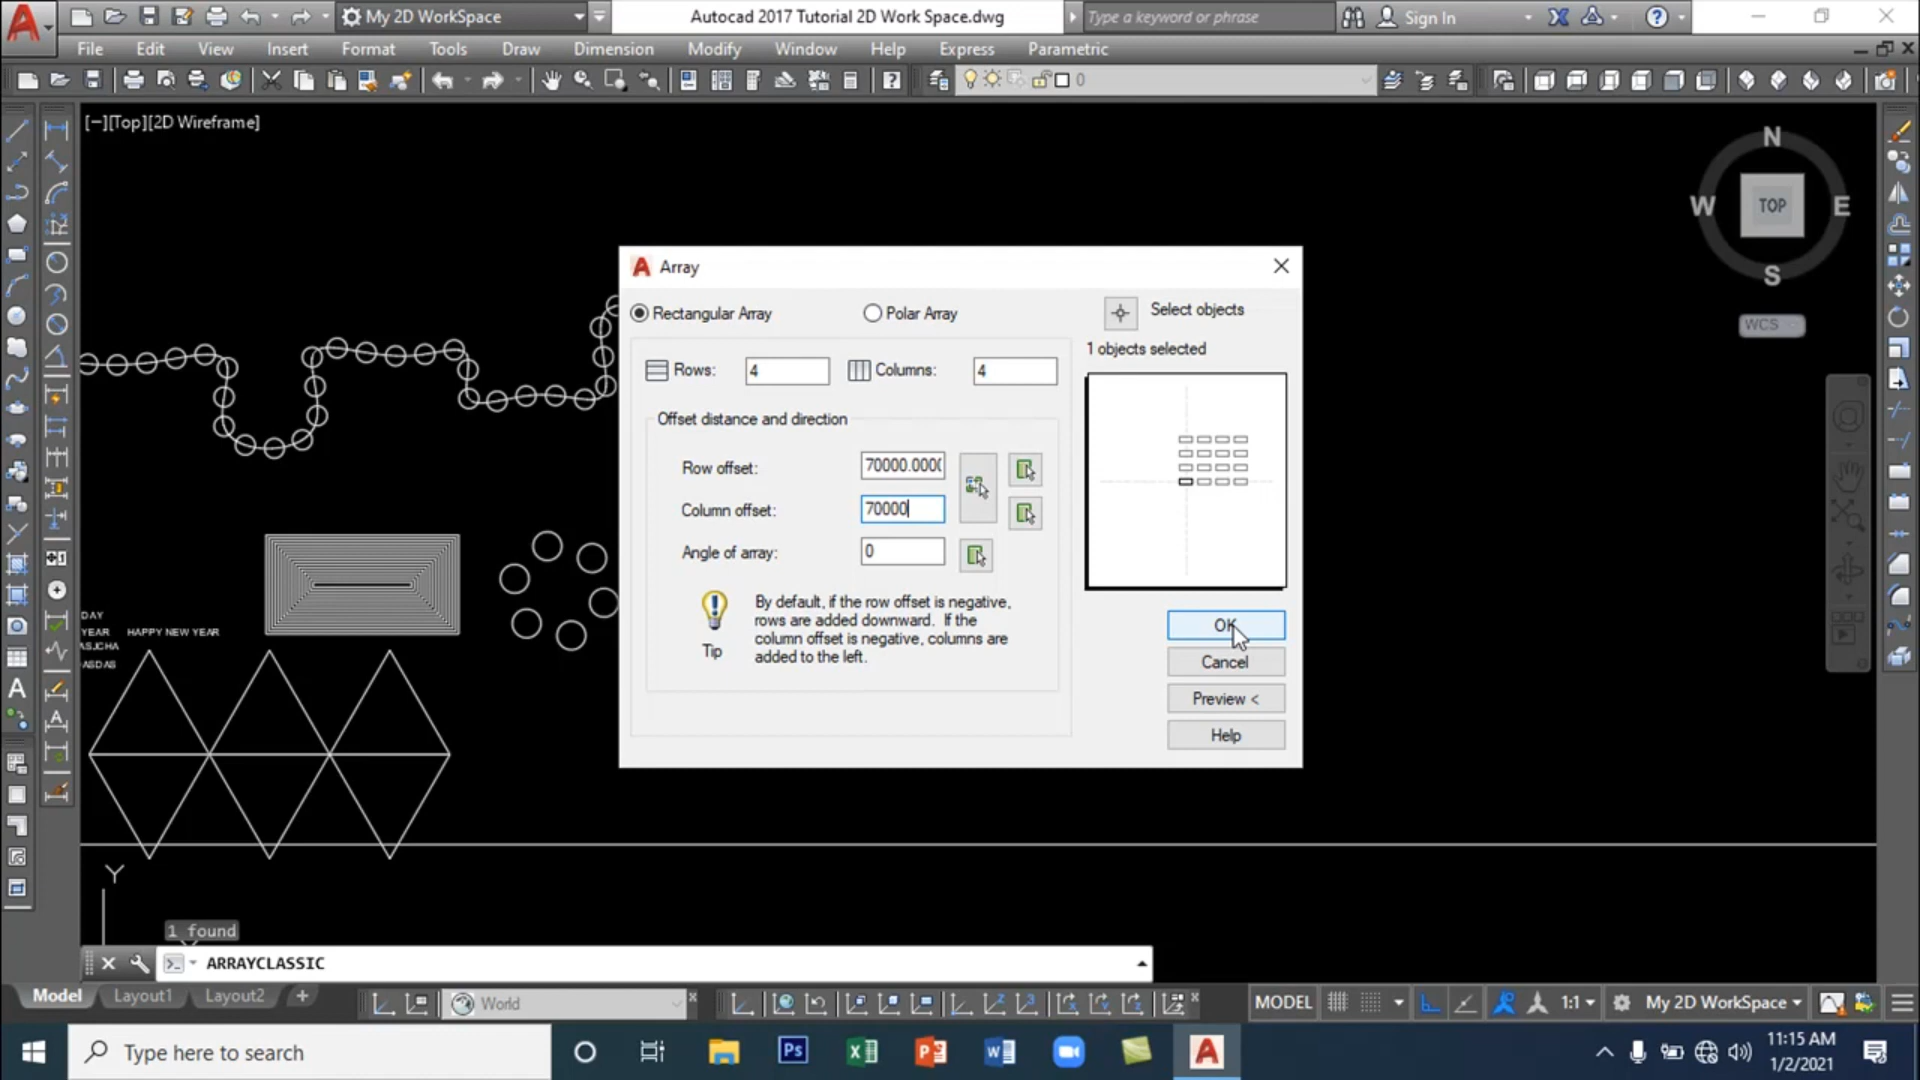 My 2D WorkSpace
Autocad 2017 Tutorial 2D Work Space.dwg
Type a keyword or phrase
Sign In
File Edit View Insert Format Tools Draw Dimension Modify Window Help Express Parametric
0
[−][Top][2D Wireframe]
N
W TOP E
S
WCS
Array
Rectangular Array Polar Array Select objects
1 objects selected
Rows: 4 Columns: 4
Offset distance and direction
Row offset: 70000.000(
Column offset: 70000
Angle of array: 0
By default, if the row offset is negative,
rows are added downward. If the
column offset is negative, columns are
added to the left.
Tip
OK
Cancel
Preview <
Help
DAY
YEAR HAPPY NEW YEAR
ASJCHA
ASDAS
Y
1 found
ARRAYCLASSIC
Model Layout1 Layout2 +
World
MODEL 1:1 My 2D WorkSpace
Type here to search
11:15 AM
1/2/2021